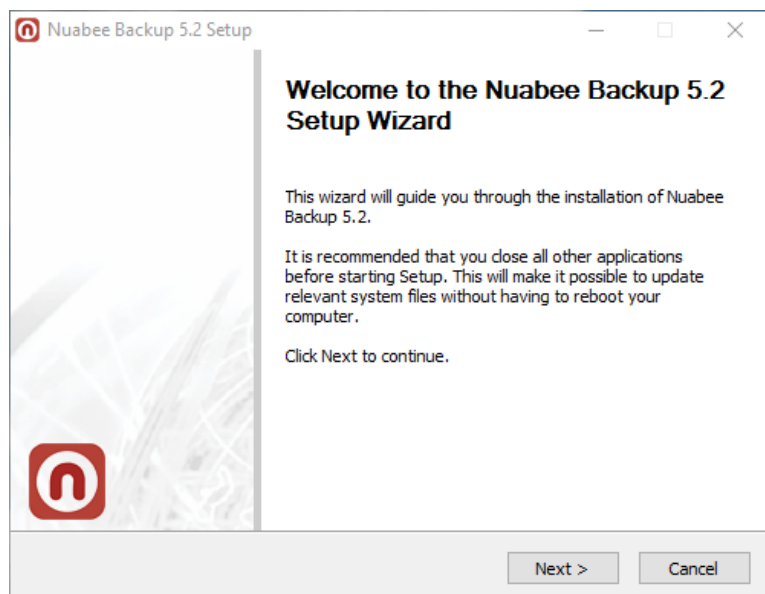 Nuabee Backup 5.2 Setup
Welcome to the Nuabee Backup 5.2
Setup Wizard
This wizard will guide you through the installation of Nuabee
Backup 5.2.
It is recommended that you close all other applications
before starting Setup. This will make it possible to update
relevant system files without having to reboot your
computer.
Click Next to continue.
Next >
Cancel